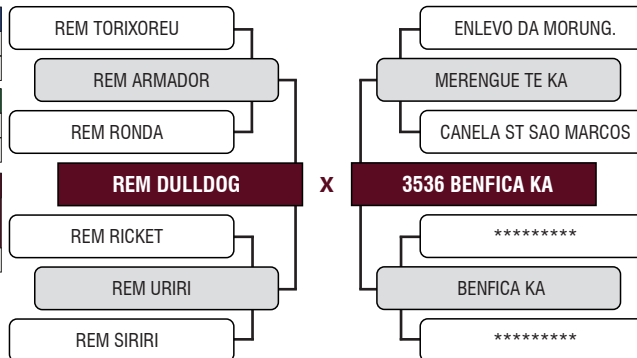 REM TORIXOREU
REM ARMADOR
REM RONDA
REM DULLDOG
REM RICKET
REM URIRI
REM SIRIRI
X
ENLEVO DA MORUNG.
MERENGUE TE KA
CANELA ST SAO MARCOS
3536 BENFICA KA
*********
BENFICA KA
*********